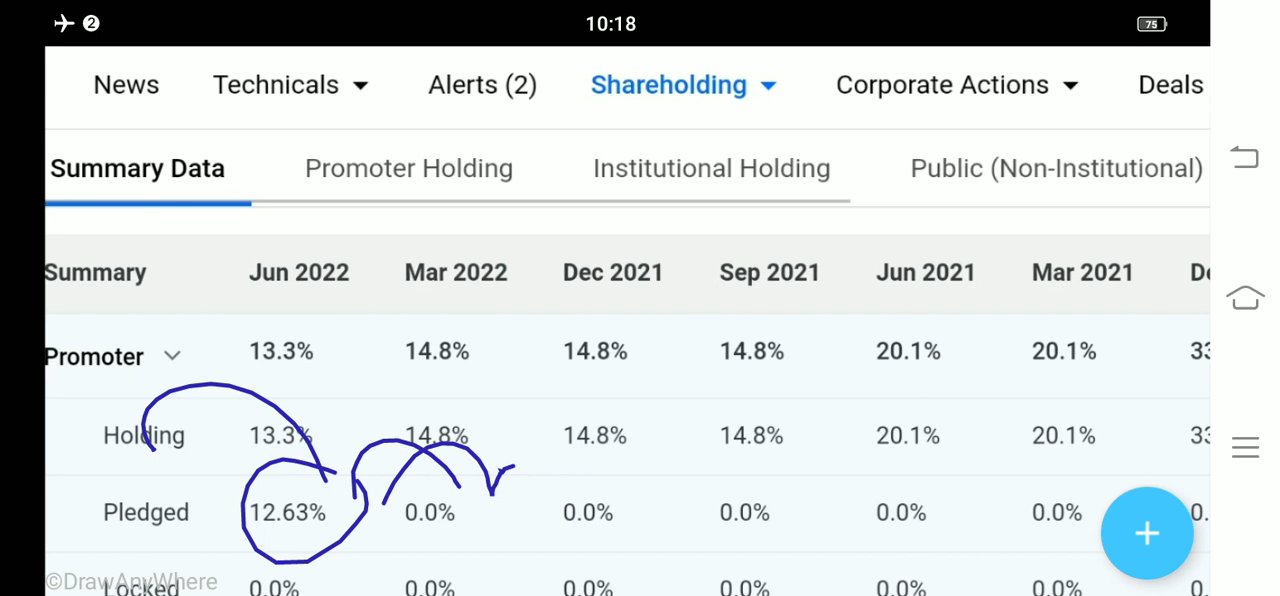 2 10:18 75
News Technicals Alerts (2) Shareholding Corporate Actions Deals
Summary Data Promoter Holding Institutional Holding Public (Non-Institutional)
Summary Jun 2022 Mar 2022 Dec 2021 Sep 2021 Jun 2021 Mar 2021
Promoter 13.3% 14.8% 14.8% 14.8% 20.1% 20.1%
Holding 13.3% 14.8% 14.8% 14.8% 20.1% 20.1%
Pledged 12.63% 0.0% 0.0% 0.0% 0.0% 0.0%
©DrawAnyWhere
Locked 0.0% 0.0% 0.0% 0.0% 0.0% 0.0%